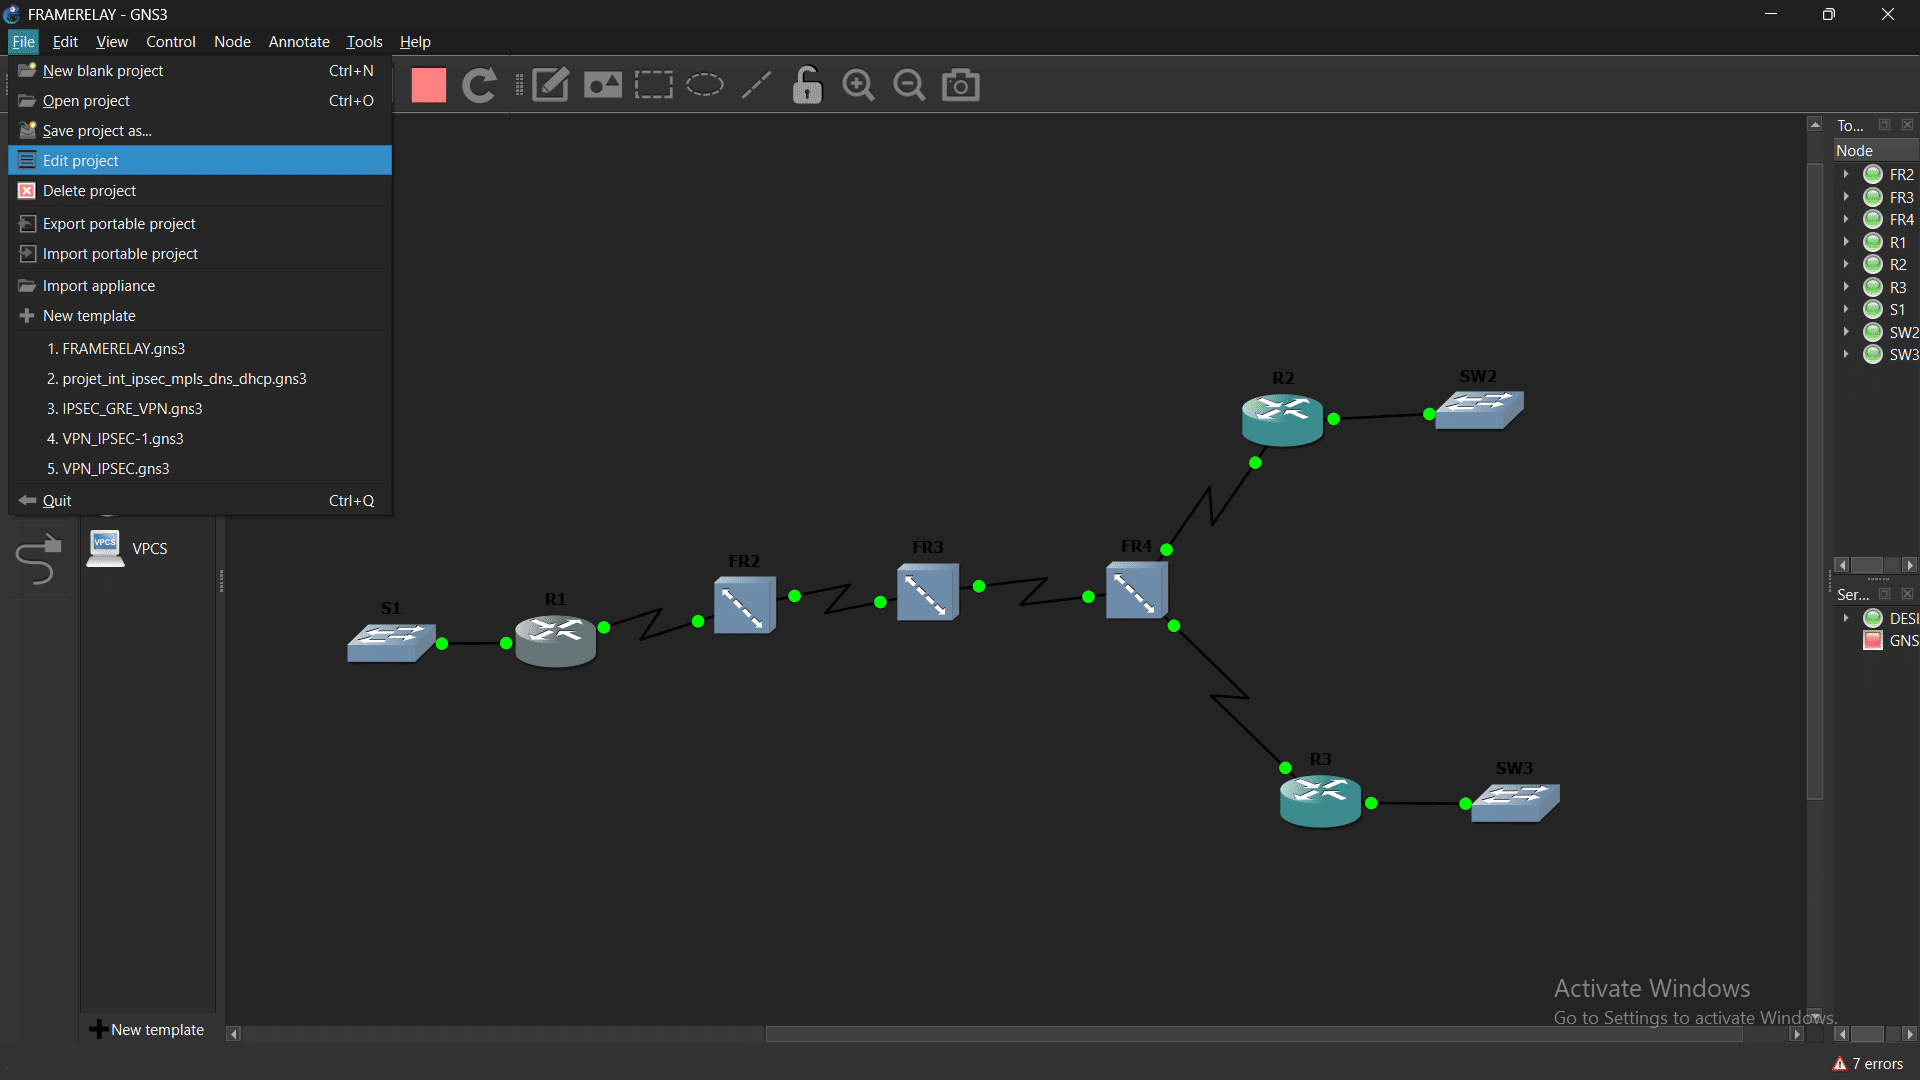 FRAMERELAY - GNS3
File Edit View Control Node Annotate Tools Help
New blank project Ctrl+N
Open project Ctrl+O
Save project as...
Edit project
Delete project
Export portable project
Import portable project
Import appliance
New template
1. FRAMERELAY.gns3
2. projet_int_ipsec_mpls_dns_dhcp.gns3
3. IPSEC_GRE_VPN.gns3
4. VPN_IPSEC-1.gns3
5. VPN_IPSEC.gns3
Quit Ctrl+Q
VPCS
VPCS
New template
R2
SW2
FR4
FR3
FR2
R1
S1
R3
SW3
To...
Node
FR2
FR3
FR4
R1
R2
R3
S1
SW2
SW3
Ser...
DESI
GNS
Activate Windows
Go to Settings to activate Windows.
7 errors